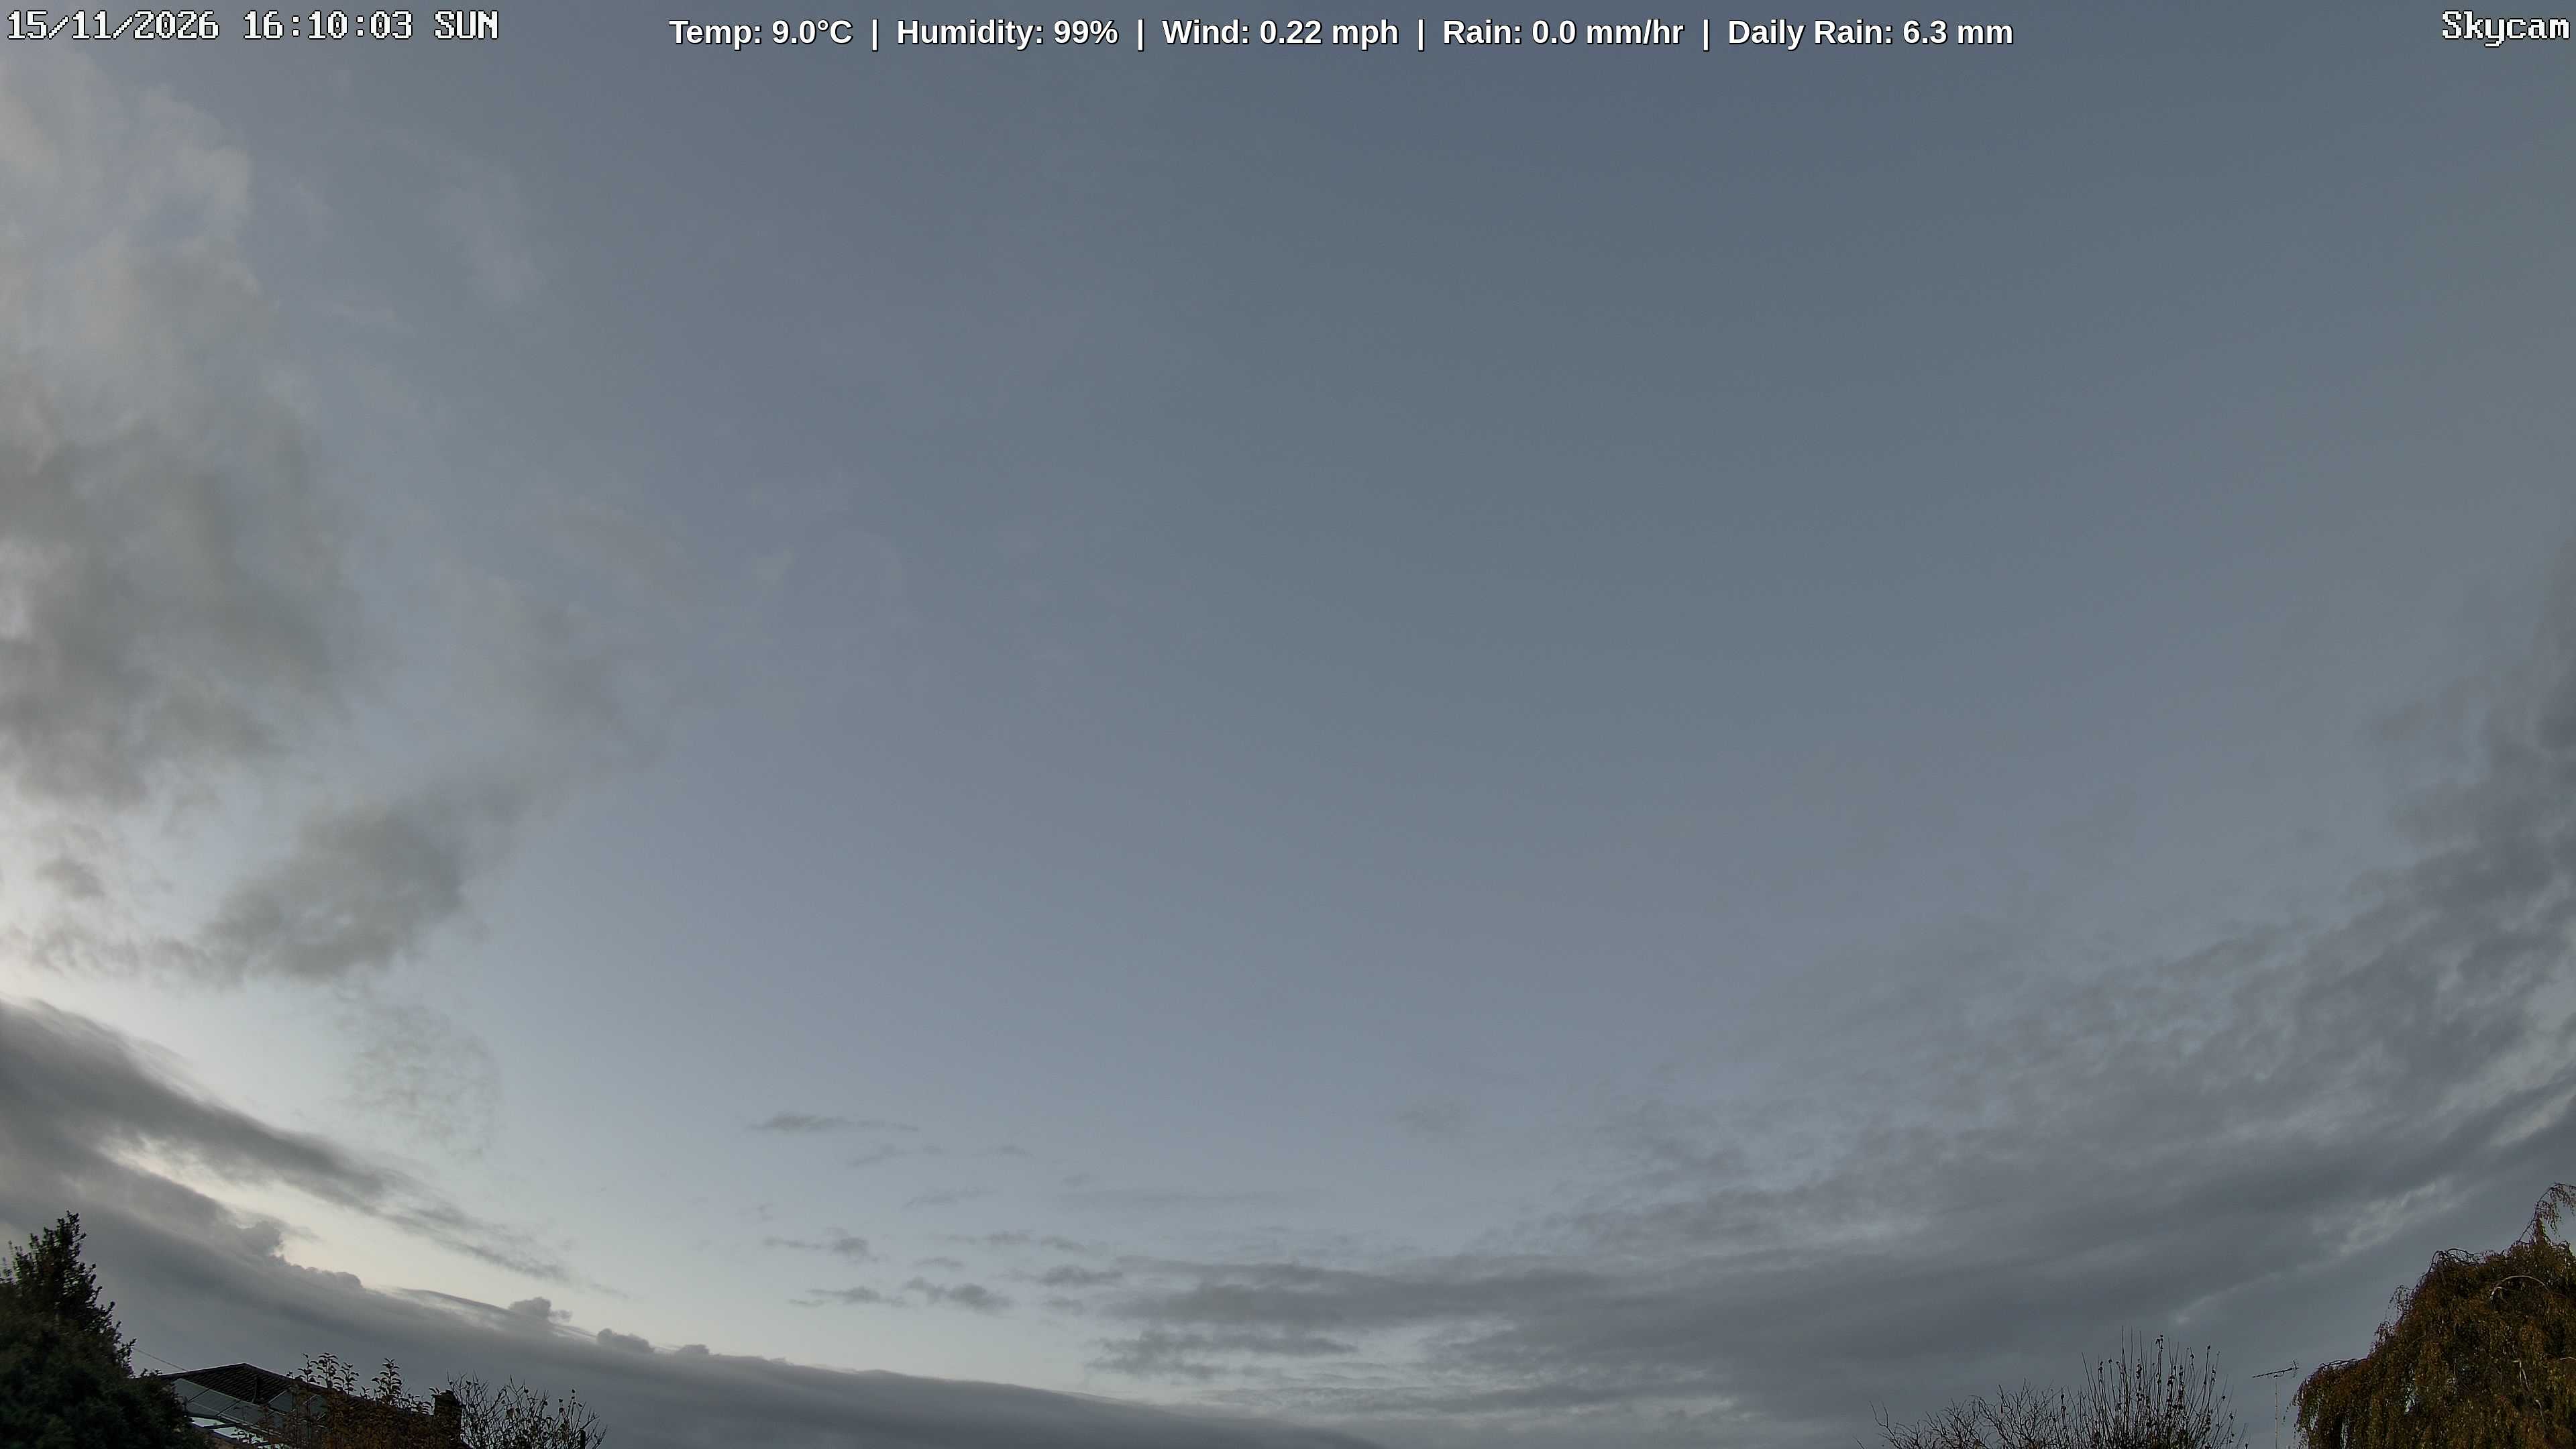 15/11/2026 16:10:03 SUN
Temp: 9.0°C | Humidity: 99% | Wind: 0.22 mph | Rain: 0.0 mm/hr | Daily Rain: 6.3 mm
Skycam